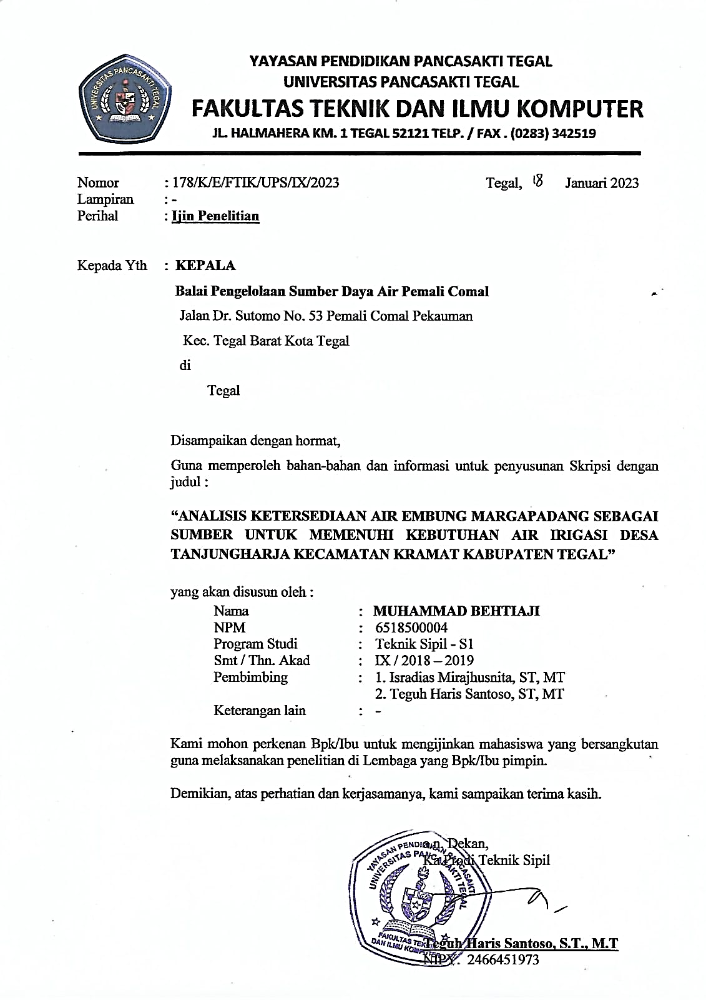 UNIVERSITAS PANCASAKTI TEGAL
YAYASAN PENDIDIKAN PANCASAKTI TEGAL
UNIVERSITAS PANCASAKTI TEGAL
FAKULTAS TEKNIK DAN ILMU KOMPUTER
JL. HALMAHERA KM. 1 TEGAL 52121 TELP. / FAX . (0283) 342519
Nomor : 178/K/E/FTIK/UPS/IX/2023 Tegal, 18 Januari 2023
Lampiran : -
Perihal : Ijin Penelitian
Kepada Yth : KEPALA
Balai Pengelolaan Sumber Daya Air Pemali Comal
Jalan Dr. Sutomo No. 53 Pemali Comal Pekauman
Kec. Tegal Barat Kota Tegal
di
Tegal
Disampaikan dengan hormat,
Guna memperoleh bahan-bahan dan informasi untuk penyusunan Skripsi dengan
judul :
“ANALISIS KETERSEDIAAN AIR EMBUNG MARGAPADANG SEBAGAI
SUMBER UNTUK MEMENUHI KEBUTUHAN AIR IRIGASI DESA
TANJUNGHARJA KECAMATAN KRAMAT KABUPATEN TEGAL”
yang akan disusun oleh :
Nama : MUHAMMAD BEHTIAJI
NPM : 6518500004
Program Studi : Teknik Sipil - S1
Smt / Thn. Akad : IX / 2018 – 2019
Pembimbing : 1. Isradias Mirajhusnita, ST, MT
2. Teguh Haris Santoso, ST, MT
Keterangan lain : -
Kami mohon perkenan Bpk/Ibu untuk mengijinkan mahasiswa yang bersangkutan
guna melaksanakan penelitian di Lembaga yang Bpk/Ibu pimpin.
Demikian, atas perhatian dan kerjasamanya, kami sampaikan terima kasih.
a.n. Dekan,
Ka Prodi Teknik Sipil
YAYASAN PENDIDIKAN PANCASAKTI TEGAL
UNIVERSITAS PANCASAKTI TEGAL
FAKULTAS TEKNIK
DAN ILMU KOMPUTER
Teguh Haris Santoso, S.T., M.T
NIPY. 2466451973